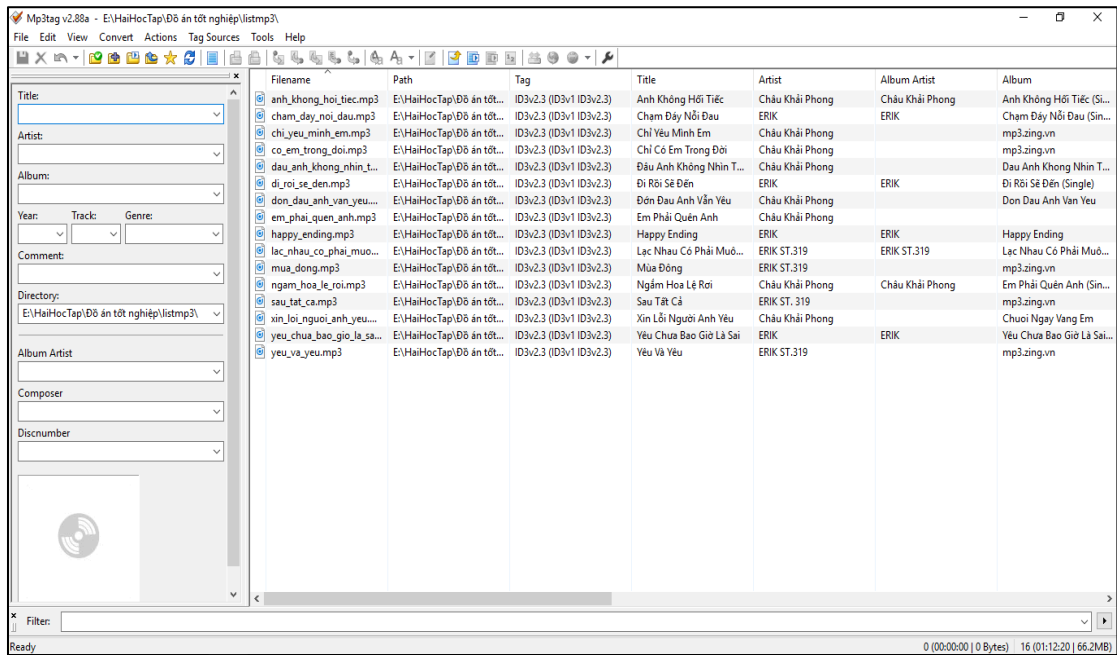 Mp3tag v2.88a - E:\HaiHocTap\Đồ án tốt nghiệp\listmp3\
File Edit View Convert Actions Tag Sources Tools Help
Title:
Artist:
Album:
Year: Track: Genre:
Comment:
Directory:
E:\HaiHocTap\Đồ án tốt nghiệp\listmp3\
Album Artist
Composer
Discnumber
Filename Path Tag Title Artist Album Artist Album
anh_khong_hoi_tiec.mp3 E:\HaiHocTap\Đồ án tốt... ID3v2.3 (ID3v1 ID3v2.3) Anh Không Hối Tiếc Châu Khải Phong Châu Khải Phong Anh Không Hối Tiếc (Si...
cham_day_noi_dau.mp3 E:\HaiHocTap\Đồ án tốt... ID3v2.3 (ID3v1 ID3v2.3) Chạm Đáy Nỗi Đau ERIK ERIK Chạm Đáy Nỗi Đau (Sin...
chi_yeu_minh_em.mp3 E:\HaiHocTap\Đồ án tốt... ID3v2.3 (ID3v1 ID3v2.3) Chỉ Yêu Mình Em Châu Khải Phong mp3.zing.vn
co_em_trong_doi.mp3 E:\HaiHocTap\Đồ án tốt... ID3v2.3 (ID3v1 ID3v2.3) Chỉ Có Em Trong Đời Châu Khải Phong mp3.zing.vn
dau_anh_khong_nhin_t... E:\HaiHocTap\Đồ án tốt... ID3v2.3 (ID3v1 ID3v2.3) Đâu Anh Không Nhìn T... Châu Khải Phong Dau Anh Khong Nhin T...
di_roi_se_den.mp3 E:\HaiHocTap\Đồ án tốt... ID3v2.3 (ID3v1 ID3v2.3) Đi Rồi Sẽ Đến ERIK ERIK Đi Rồi Sẽ Đến (Single)
don_dau_anh_van_yeu.... E:\HaiHocTap\Đồ án tốt... ID3v2.3 (ID3v1 ID3v2.3) Đớn Đau Anh Vẫn Yêu Châu Khải Phong Don Dau Anh Van Yeu
em_phai_quen_anh.mp3 E:\HaiHocTap\Đồ án tốt... ID3v2.3 (ID3v1 ID3v2.3) Em Phải Quên Anh Châu Khải Phong
happy_ending.mp3 E:\HaiHocTap\Đồ án tốt... ID3v2.3 (ID3v1 ID3v2.3) Happy Ending ERIK ERIK Happy Ending
lac_nhau_co_phai_muo... E:\HaiHocTap\Đồ án tốt... ID3v2.3 (ID3v1 ID3v2.3) Lạc Nhau Có Phải Muô... ERIK ST.319 ERIK ST.319 Lạc Nhau Có Phải Muô...
mua_dong.mp3 E:\HaiHocTap\Đồ án tốt... ID3v2.3 (ID3v1 ID3v2.3) Mùa Đông ERIK ST.319 mp3.zing.vn
ngam_hoa_le_roi.mp3 E:\HaiHocTap\Đồ án tốt... ID3v2.3 (ID3v1 ID3v2.3) Ngắm Hoa Lệ Rơi Châu Khải Phong Châu Khải Phong Em Phải Quên Anh (Sin...
sau_tat_ca.mp3 E:\HaiHocTap\Đồ án tốt... ID3v2.3 (ID3v1 ID3v2.3) Sau Tất Cả ERIK ST. 319 mp3.zing.vn
xin_loi_nguoi_anh_yeu.... E:\HaiHocTap\Đồ án tốt... ID3v2.3 (ID3v1 ID3v2.3) Xin Lỗi Người Anh Yêu Châu Khải Phong Chuoi Ngay Vang Em
yeu_chua_bao_gio_la_sa... E:\HaiHocTap\Đồ án tốt... ID3v2.3 (ID3v1 ID3v2.3) Yêu Chưa Bao Giờ Là Sai ERIK ERIK Yêu Chưa Bao Giờ Là Sai...
yeu_va_yeu.mp3 E:\HaiHocTap\Đồ án tốt... ID3v2.3 (ID3v1 ID3v2.3) Yêu Và Yêu ERIK ST.319 mp3.zing.vn
Filter:
Ready 0 (00:00:00 | 0 Bytes) 16 (01:12:20 | 66.2MB)